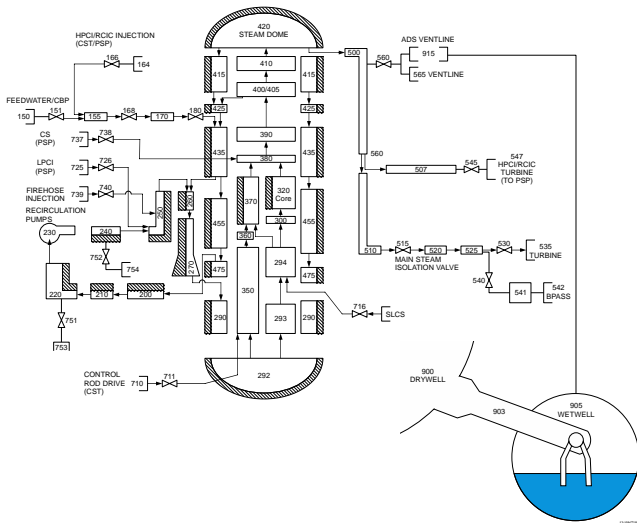 420
STEAM DOME
HPCI/RCIC INJECTION
(CST/PSP)
166
164
415
410
415
400/405
425
425
FEEDWATER/CBP
150
151
155
168
170
180
CS
(PSP)
738
737
390
435
435
380
LPCI
(PSP)
726
725
FIREHOSE
INJECTION
740
739
250
260
370
320
Core
RECIRCULATION
PUMPS
230
240
455
300
455
360
752
754
270
475
294
475
220
210
200
350
290
293
290
751
753
716
SLCS
CONTROL
ROD DRIVE
(CST)
710
711
292
500
560
ADS VENTLINE
915
565 VENTLINE
560
507
545
547
HPCI/RCIC
TURBINE
(TO PSP)
510
515
520
525
530
535
TURBINE
MAIN STEAM
ISOLATION VALVE
540
541
542
BPASS
900
DRYWELL
903
905
WETWELL